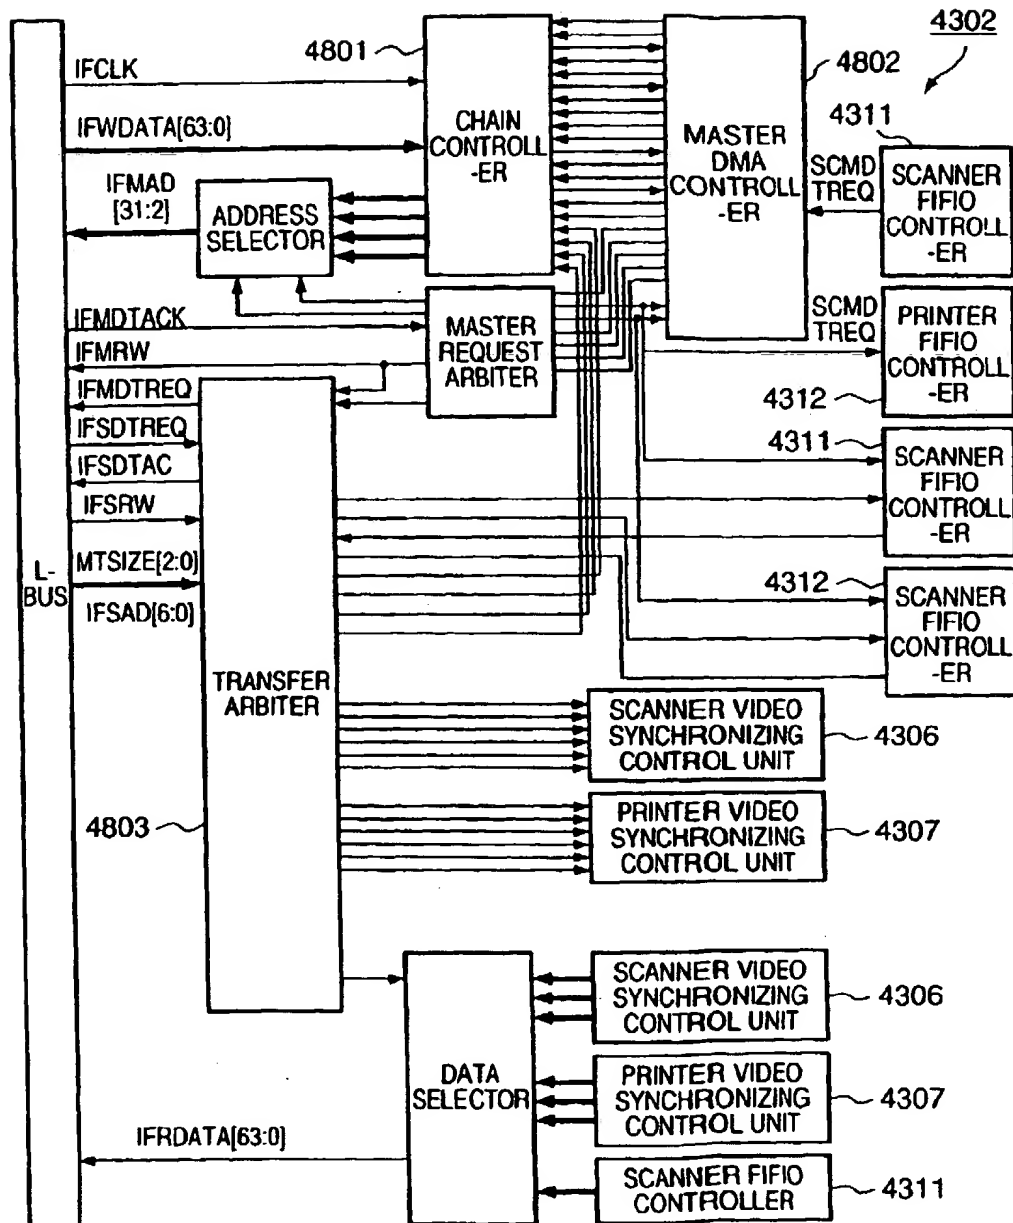 4302
4801
4802
4311
IFCLK
IFWDATA[63:0]
IFMAD
[31:2]
ADDRESS
SELECTOR
CHAIN
CONTROLL
-ER
MASTER
DMA
CONTROLL
-ER
SCMD
TREQ
SCANNER
FIFIO
CONTROLL
-ER
IFMDTACK
IFMRW
IFMDTREQ
IFSDTREQ
IFSDTAC
IFSRW
MTSIZE[2:0]
IFSAD[6:0]
L-
BUS
MASTER
REQUEST
ARBITER
SCMD
TREQ
PRINTER
FIFIO
CONTROLL
-ER
4312
4311
SCANNER
FIFIO
CONTROLL
-ER
4312
SCANNER
FIFIO
CONTROLL
-ER
TRANSFER
ARBITER
4803
SCANNER VIDEO
SYNCHRONIZING
CONTROL UNIT
4306
PRINTER VIDEO
SYNCHRONIZING
CONTROL UNIT
4307
DATA
SELECTOR
SCANNER VIDEO
SYNCHRONIZING
CONTROL UNIT
4306
PRINTER VIDEO
SYNCHRONIZING
CONTROL UNIT
4307
IFRDATA[63:0]
SCANNER FIFIO
CONTROLLER
4311